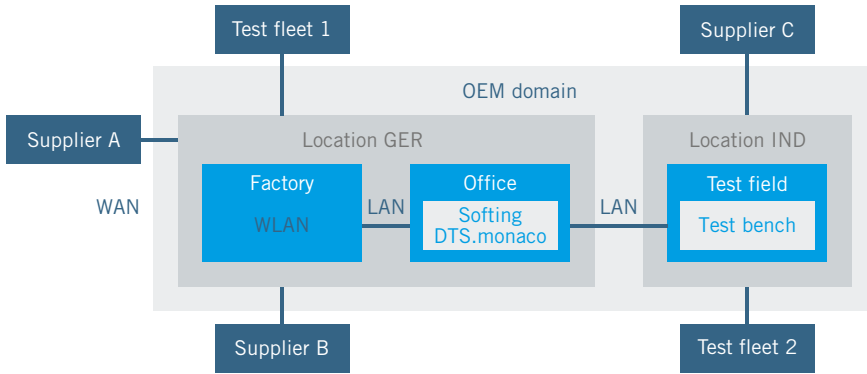 Test fleet 1
Supplier C
OEM domain
Supplier A
Location GER
Location IND
Factory
Office
Test field
WAN
WLAN
LAN
Softing
DTS.monaco
LAN
Test bench
Supplier B
Test fleet 2